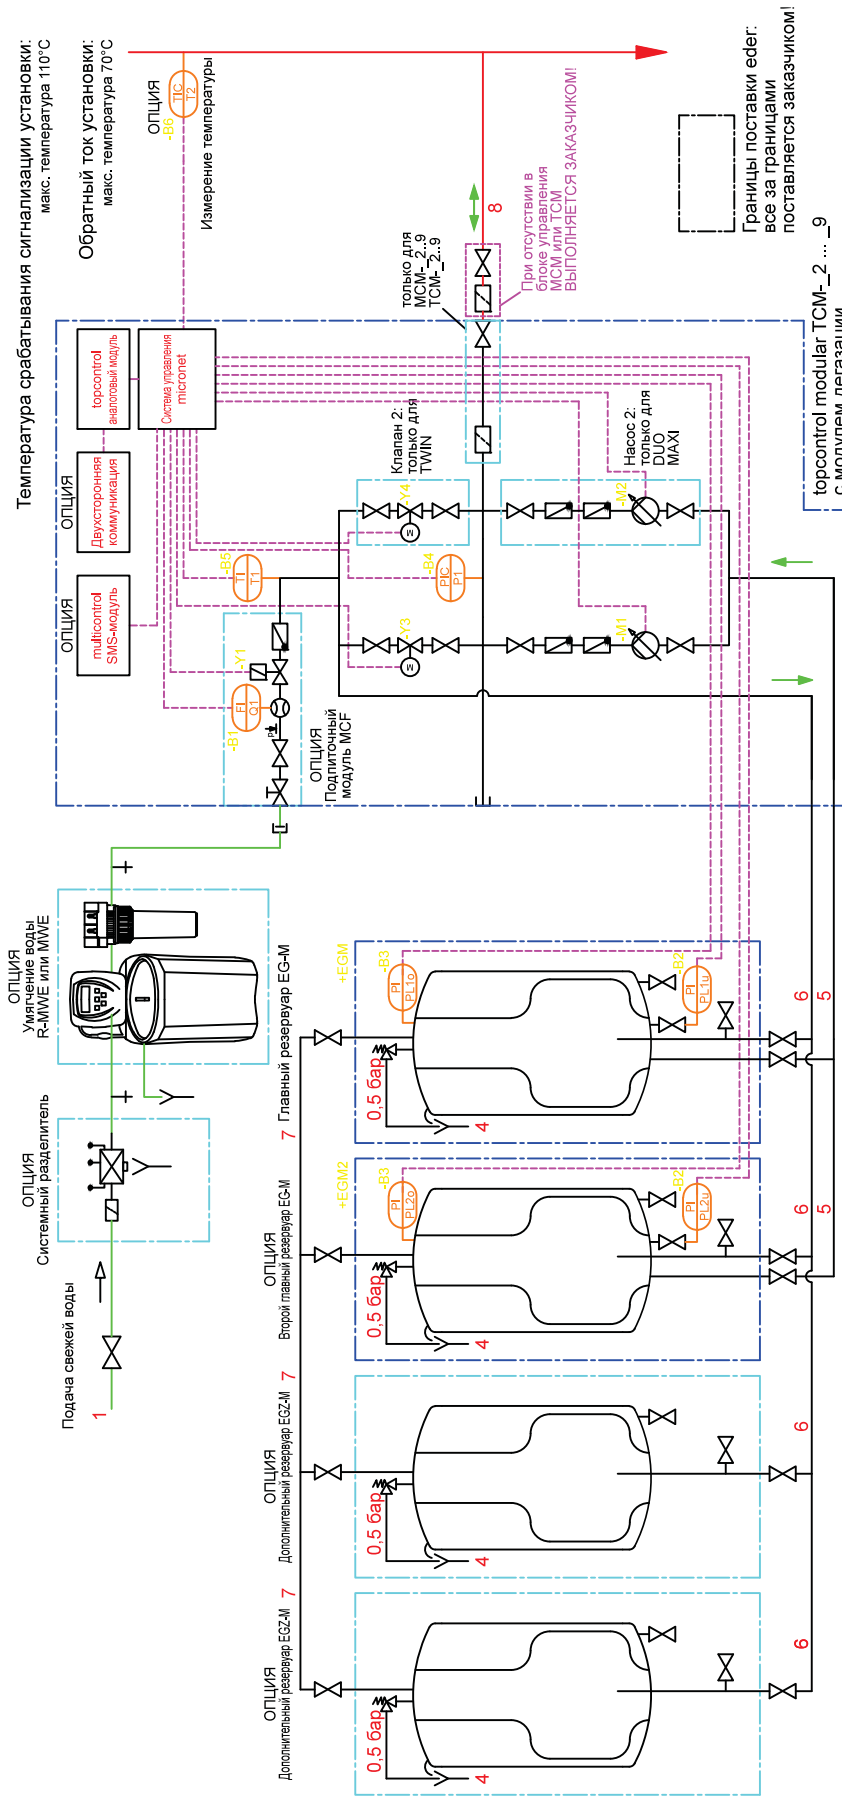 Температура срабатывания сигнализации установки:
макс. температура 110°C
Обратный ток установки:
макс. температура 70°C
ОПЦИЯ
-B6
TIC
T2
Измерение температуры
topcontrol
аналоговый модуль
Система управления
micronet
ОПЦИЯ
Двухсторонняя
коммуникация
ОПЦИЯ
multicontrol
SMS-модуль
только для
MCM-_2..9
TCM-_2..9
При отсутствии в
блоке управления
MCM или TCM
ВЫПОЛНЯЕТСЯ ЗАКАЗЧИКОМ!
8
Границы поставки eder:
все за границами
поставляется заказчиком!
topcontrol modular TCM-_2 ... _9
с модулем дегазации
Клапан 2:
только для
TWIN
-Y4
M
Насос 2:
только для
DUO
MAXI
-M2
-B5
TI
T1
-B4
PIC
P1
-Y3
M
-M1
-Y1
-B1
FI
Q1
ОПЦИЯ
Подпиточный
модуль MCF
ОПЦИЯ
Умягчение воды
R-MWE или MWE
ОПЦИЯ
Системный разделитель
Подача свежей воды
1
Главный резервуар EG-M
7
+EGM
-B3
PI
PL1o
0,5 бар
4
-B2
PI
PL1u
6
5
ОПЦИЯ
Второй главный резервуар EG-M
7
+EGM2
-B3
PI
PL2o
0,5 бар
4
-B2
PI
PL2u
6
5
ОПЦИЯ
Дополнительный резервуар EGZ-M
7
0,5 бар
4
6
ОПЦИЯ
Дополнительный резервуар EGZ-M
0,5 бар
4
6